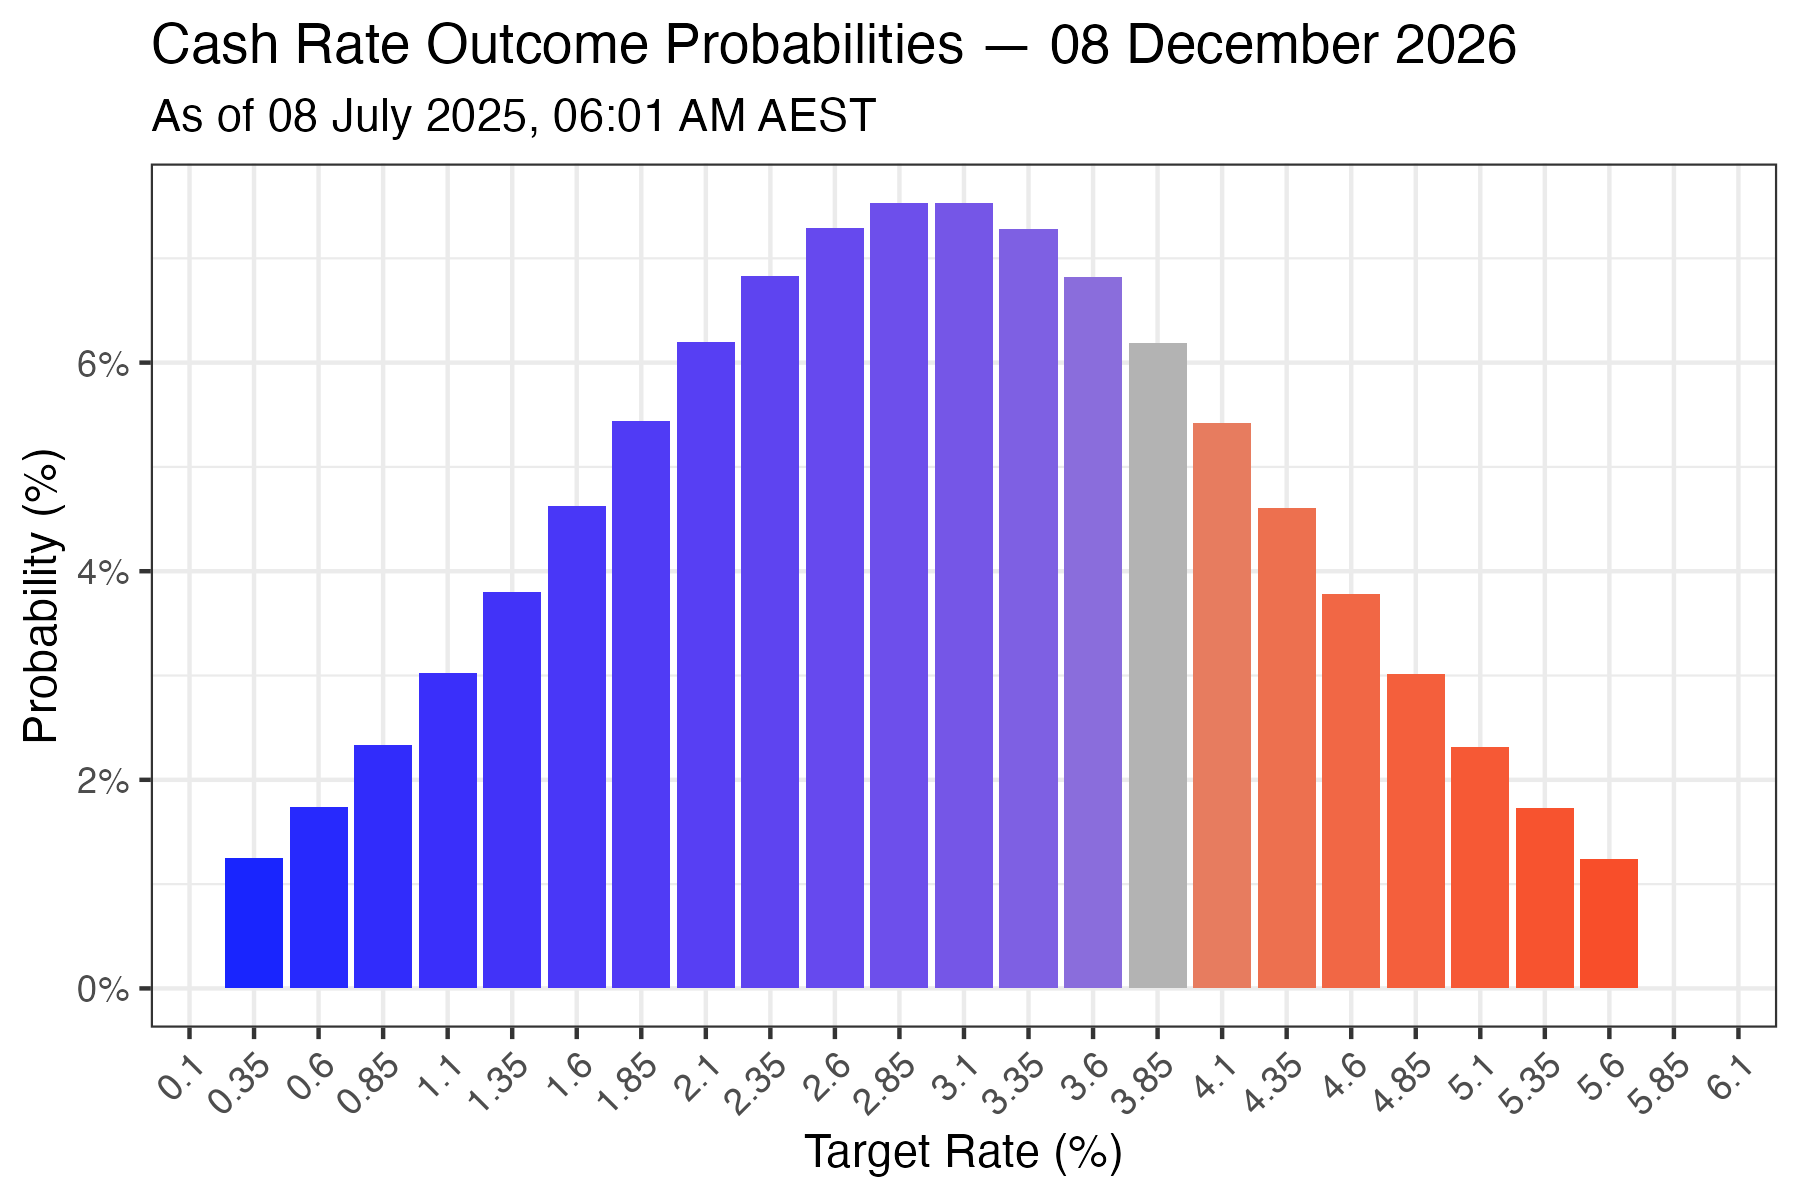 Cash Rate Outcome Probabilities — 08 December 2026
As of 08 July 2025, 06:01 AM AEST
Probability (%)
6%
4%
2%
0%
0.1 0.35 0.6 0.85 1.1 1.35 1.6 1.85 2.1 2.35 2.6 2.85 3.1 3.35 3.6 3.85 4.1 4.35 4.6 4.85 5.1 5.35 5.6 5.85 6.1
Target Rate (%)